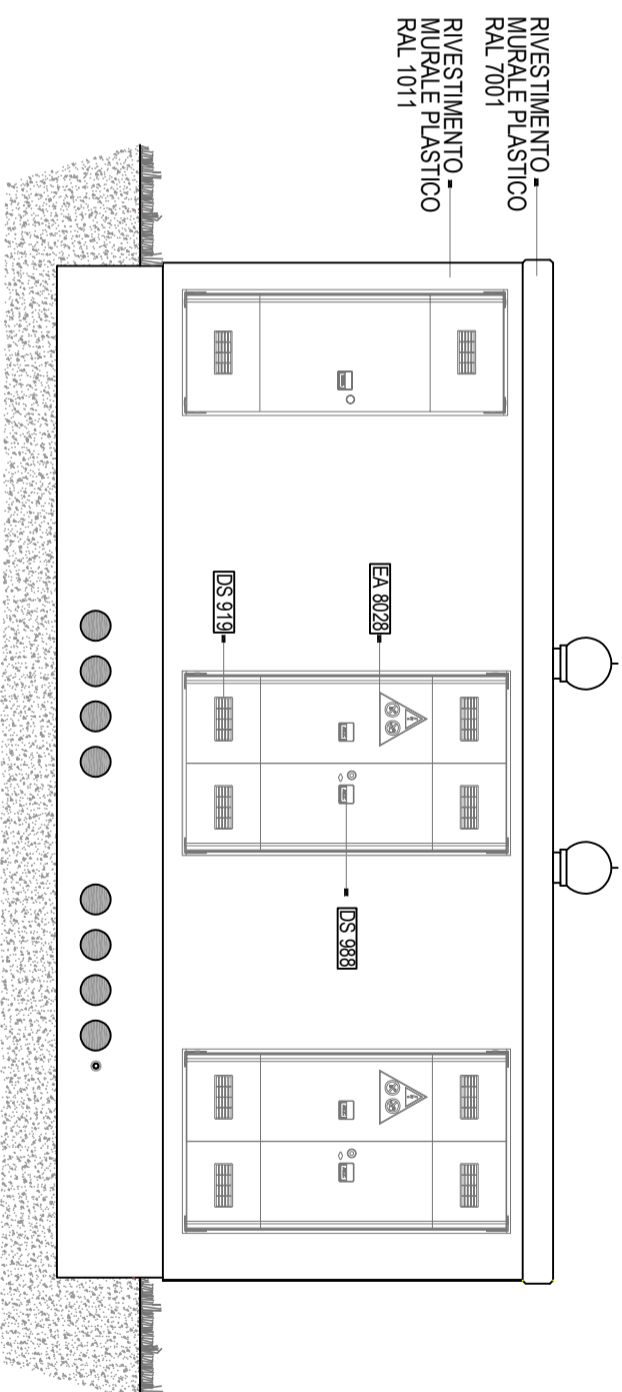 RIVESTIMENTO
MURALE PLASTICO
RAL 7001
RIVESTIMENTO
MURALE PLASTICO
RAL 1011
EA 8028
DS 919
DS 988